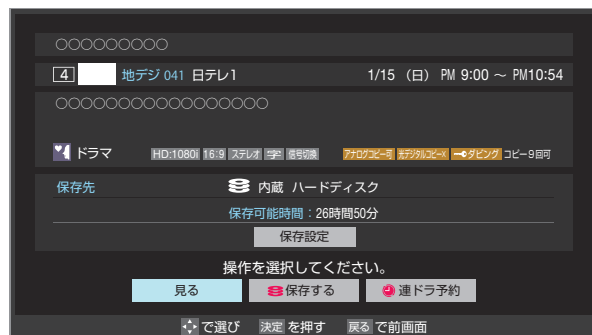 ○○○○○○○○○
4 地デジ 041 日テレ1 1/15 （日） PM 9:00 ～ PM10:54
○○○○○○○○○○○○○○○○○
ドラマ HD:1080i 16:9 ステレオ 字 信号切換 アナログコピー可 光デジタルコピー× ダビング コピー9回可
保存先 内蔵 ハードディスク
保存可能時間：26時間50分
保存設定
操作を選択してください。
見る 保存する 連ドラ予約
で選び 決定 を押す 戻る で前画面